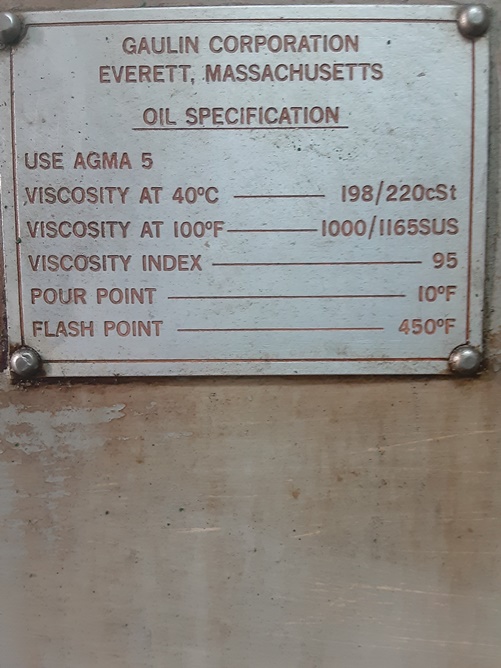 GAULIN CORPORATION
EVERETT, MASSACHUSETTS
OIL SPECIFICATION
USE AGMA 5
VISCOSITY AT 40°C 198/220cSt
VISCOSITY AT 100°F 1000/1165SUS
VISCOSITY INDEX 95
POUR POINT 10°F
FLASH POINT 450°F